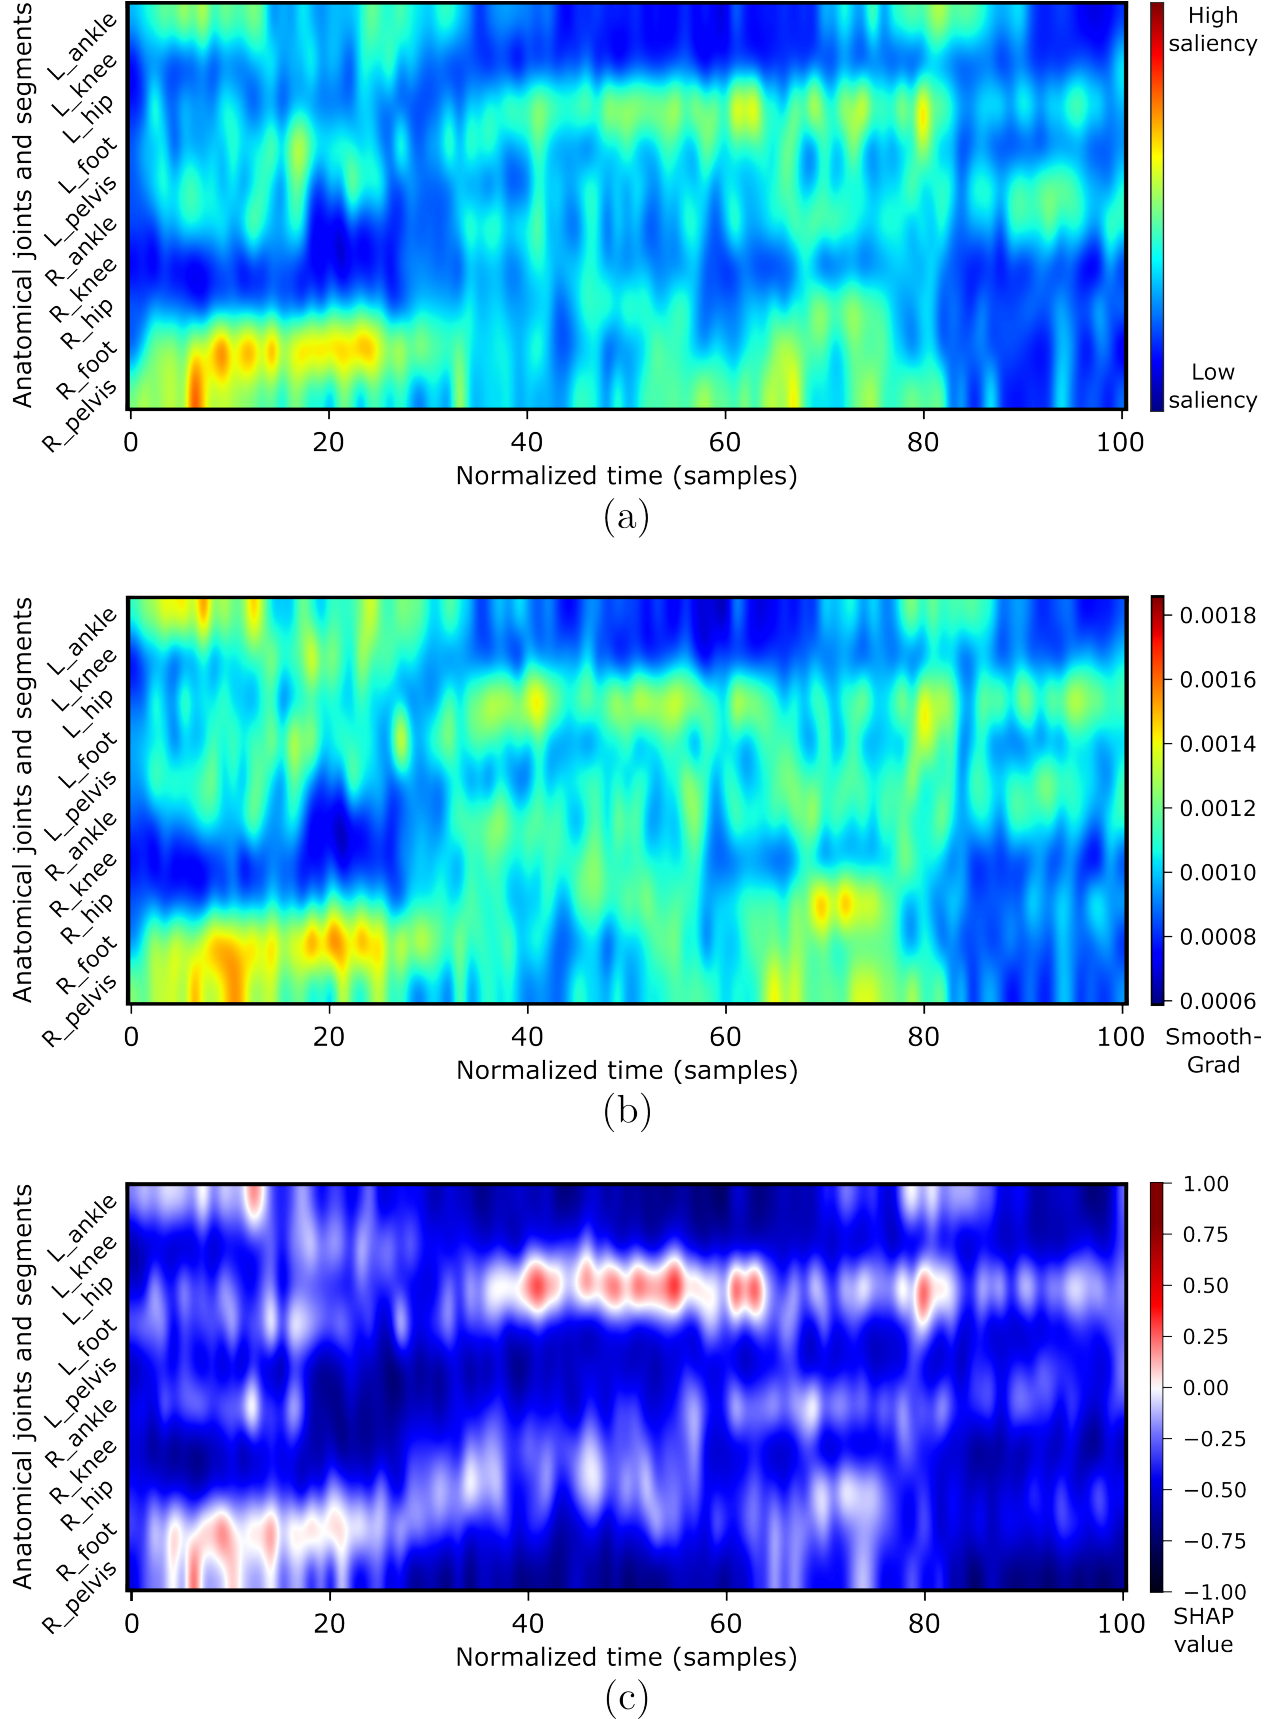 Anatomical joints and segments
L_ankle
L_knee
L_hip
L_foot
L_pelvis
R_ankle
R_knee
R_hip
R_foot
R_pelvis
0 20 40 60 80 100
Normalized time (samples)
High
saliency
Low
saliency
(a)
Anatomical joints and segments
L_ankle
L_knee
L_hip
L_foot
L_pelvis
R_ankle
R_knee
R_hip
R_foot
R_pelvis
0 20 40 60 80 100
Normalized time (samples)
0.0018
0.0016
0.0014
0.0012
0.0010
0.0008
0.0006
Smooth-
Grad
(b)
Anatomical joints and segments
L_ankle
L_knee
L_hip
L_foot
L_pelvis
R_ankle
R_knee
R_hip
R_foot
R_pelvis
0 20 40 60 80 100
Normalized time (samples)
1.00
0.75
0.50
0.25
0.00
−0.25
−0.50
−0.75
−1.00
SHAP
value
(c)